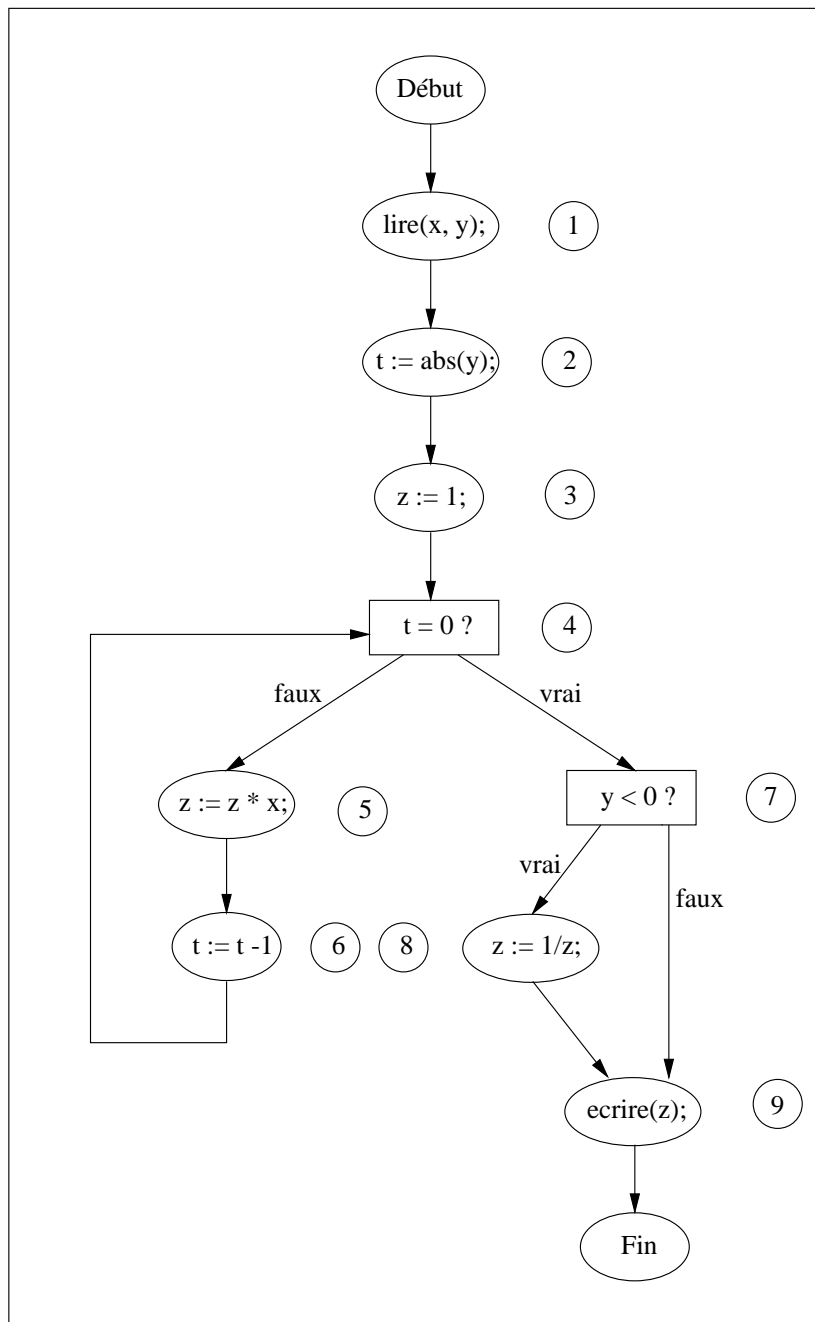 Début
lire(x, y);
1
t := abs(y);
2
z := 1;
3
t = 0 ?
4
faux
vrai
z := z * x;
5
y < 0 ?
7
vrai
faux
t := t -1
6
8
z := 1/z;
ecrire(z);
9
Fin